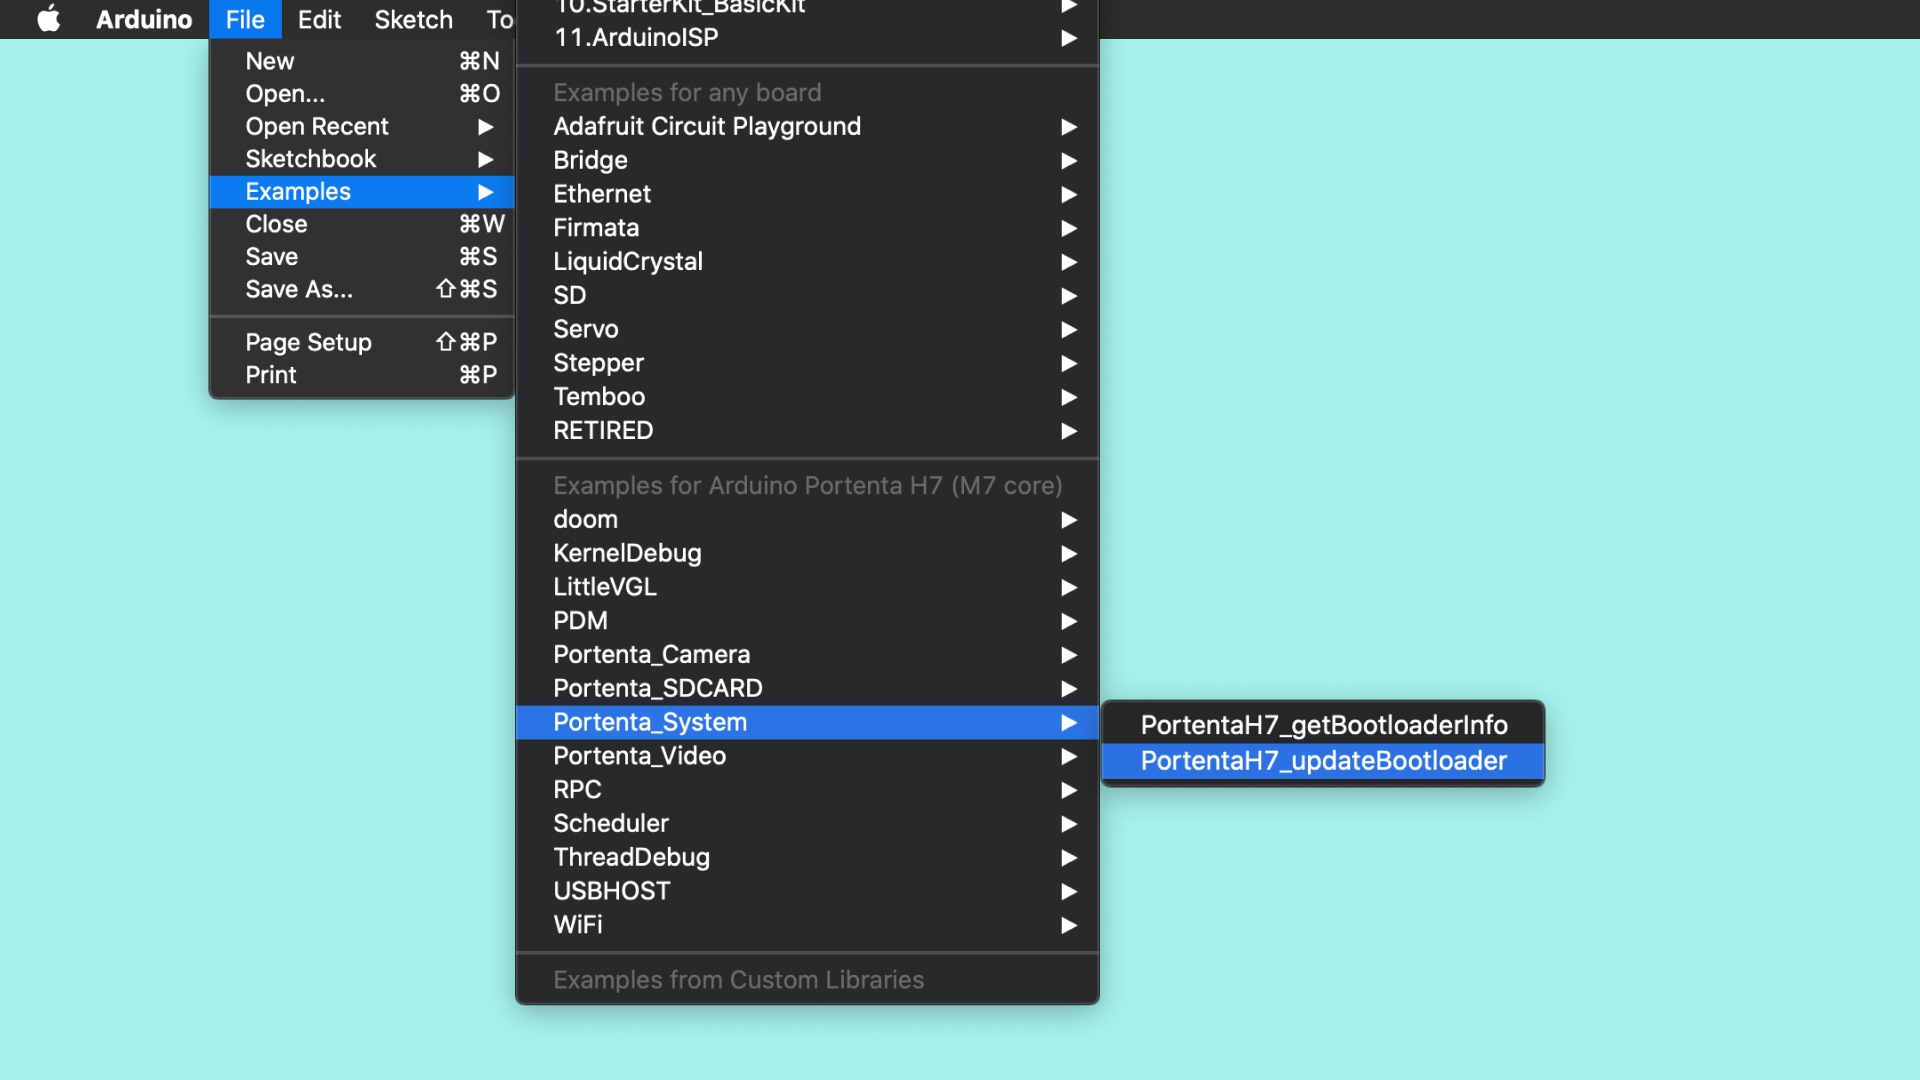 Arduino File Edit Sketch To
New ⌘N
Open... ⌘O
Open Recent ▶
Sketchbook ▶
Examples ▶
Close ⌘W
Save ⌘S
Save As... ⇧⌘S
Page Setup ⇧⌘P
Print ⌘P
10.StarterKit_BasicKit ▶
11.ArduinoISP ▶
Examples for any board
Adafruit Circuit Playground ▶
Bridge ▶
Ethernet ▶
Firmata ▶
LiquidCrystal ▶
SD ▶
Servo ▶
Stepper ▶
Temboo ▶
RETIRED ▶
Examples for Arduino Portenta H7 (M7 core)
doom ▶
KernelDebug ▶
LittleVGL ▶
PDM ▶
Portenta_Camera ▶
Portenta_SDCARD ▶
Portenta_System ▶
Portenta_Video ▶
RPC ▶
Scheduler ▶
ThreadDebug ▶
USBHOST ▶
WiFi ▶
Examples from Custom Libraries
PortentaH7_getBootloaderInfo
PortentaH7_updateBootloader